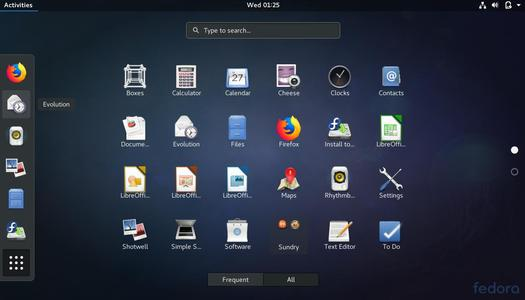 Activities
Wed 01:25
Type to search...
Evolution
Boxes
Calculator
Calendar
Cheese
Clocks
Contacts
Docume...
Evolution
Files
Firefox
Install to...
LibreOffi...
LibreOffi...
LibreOffi...
LibreOffi...
Maps
Rhythmb...
Settings
Shotwell
Simple S...
Software
Sundry
Text Editor
To Do
Frequent
All
fedora